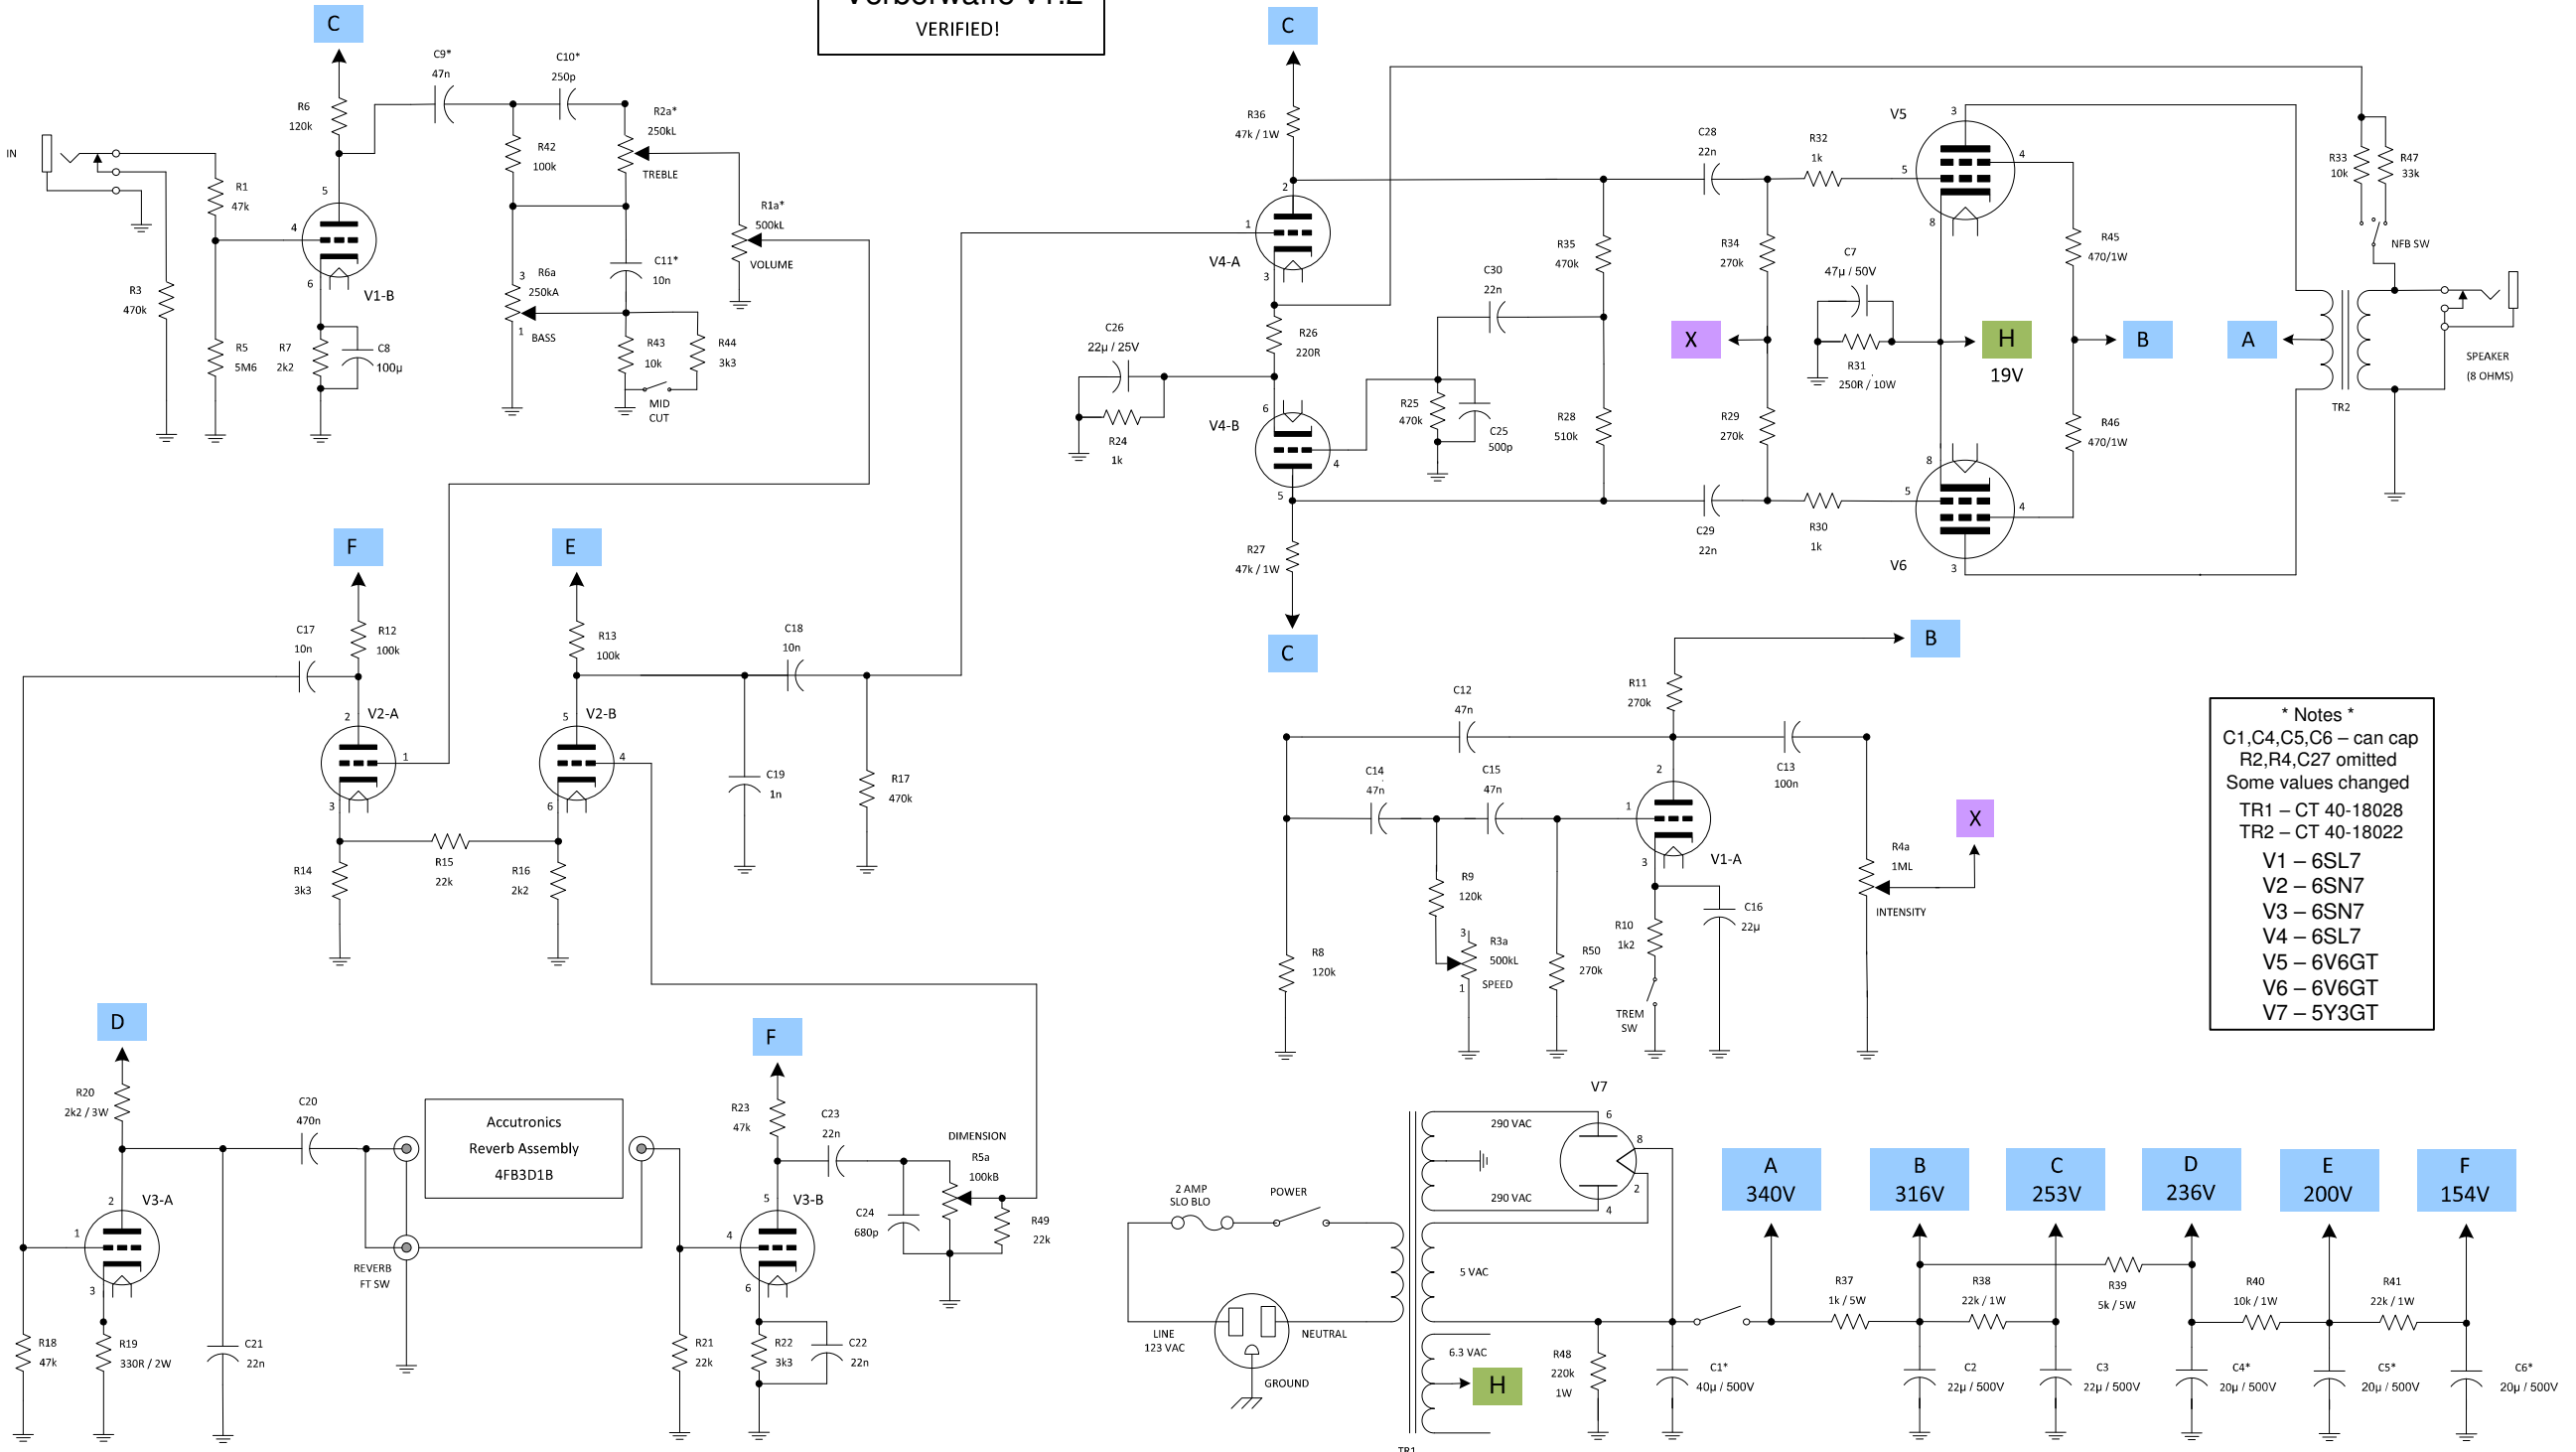 VERIFIED!
C
C9*
47n
C10*
250p
R6
120k
R2a*
250kL
TREBLE
R42
100k
IN
R1
47k
5
4
6
V1-B
R1a*
500kL
VOLUME
R3
470k
R5
5M6
R7
2k2
C8
100µ
3
R6a
250kA
1
BASS
C11*
10n
R43
10k
R44
3k3
MID
CUT
C
R36
47k / 1W
2
1
V4-A
3
C26
22µ / 25V
R24
1k
R26
220R
6
V4-B
4
5
C30
22n
R25
470k
C25
500p
R35
470k
R28
510k
C28
22n
R32
1k
R34
270k
X
R29
270k
C29
22n
R30
1k
C7
47µ / 50V
R31
250R / 10W
V5
3
4
5
8
H
19V
8
5
4
V6
3
R45
470/1W
B
R46
470/1W
A
R33
10k
R47
33k
NFB SW
TR2
SPEAKER
(8 OHMS)
R27
47k / 1W
C
F
E
C17
10n
R12
100k
2
V2-A
1
3
R13
100k
5
V2-B
4
6
C18
10n
C19
1n
R17
470k
R14
3k3
R15
22k
R16
2k2
B
R11
270k
C12
47n
C14
47n
C15
47n
2
1
3
V1-A
C13
100n
X
R4a
1ML
INTENSITY
R9
120k
3
R3a
500kL
1
SPEED
R8
120k
R50
270k
R10
1k2
C16
22µ
TREM
SW
* Notes *
C1,C4,C5,C6 – can cap
R2,R4,C27 omitted
Some values changed
TR1 – CT 40-18028
TR2 – CT 40-18022
V1 – 6SL7
V2 – 6SN7
V3 – 6SN7
V4 – 6SL7
V5 – 6V6GT
V6 – 6V6GT
V7 – 5Y3GT
D
R20
2k2 / 3W
C20
470n
Accutronics
Reverb Assembly
4FB3D1B
2
V3-A
1
3
REVERB
FT SW
R18
47k
R19
330R / 2W
C21
22n
F
R23
47k
C23
22n
DIMENSION
R5a
100kB
5
V3-B
4
6
C24
680p
R49
22k
R21
22k
R22
3k3
C22
22n
V7
290 VAC
6
8
290 VAC
2
4
2 AMP
SLO BLO
POWER
5 VAC
LINE
123 VAC
NEUTRAL
GROUND
6.3 VAC
H
R48
220k
1W
C1*
40µ / 500V
A
340V
B
316V
C
253V
D
236V
E
200V
F
154V
R37
1k / 5W
R38
22k / 1W
R39
5k / 5W
R40
10k / 1W
R41
22k / 1W
C2
22µ / 500V
C3
22µ / 500V
C4*
20µ / 500V
C5*
20µ / 500V
C6*
20µ / 500V